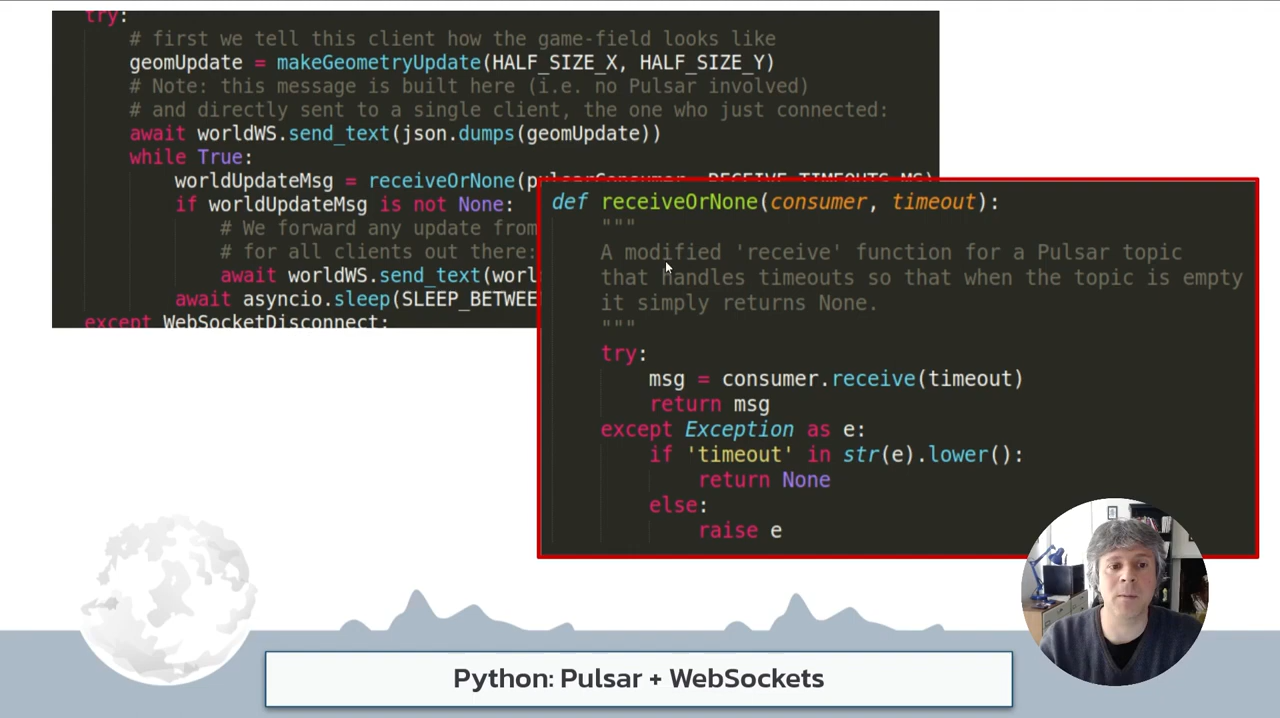 try:
# first we tell this client how the game-field looks like
geomUpdate = makeGeometryUpdate(HALF_SIZE_X, HALF_SIZE_Y)
# Note: this message is built here (i.e. no Pulsar involved)
# and directly sent to a single client, the one who just connected:
await worldWS.send_text(json.dumps(geomUpdate))
while True:
worldUpdateMsg = receiveOrNone(pulsarConsumer, RECEIVE_TIMEOUTS_MS)
if worldUpdateMsg is not None:
# We forward any update from
# for all clients out there:
await worldWS.send_text(worl
await asyncio.sleep(SLEEP_BETWEE
except WebSocketDisconnect:
def receiveOrNone(consumer, timeout):
"""
A modified 'receive' function for a Pulsar topic
that handles timeouts so that when the topic is empty
it simply returns None.
"""
try:
msg = consumer.receive(timeout)
return msg
except Exception as e:
if 'timeout' in str(e).lower():
return None
else:
raise e
Python: Pulsar + WebSockets